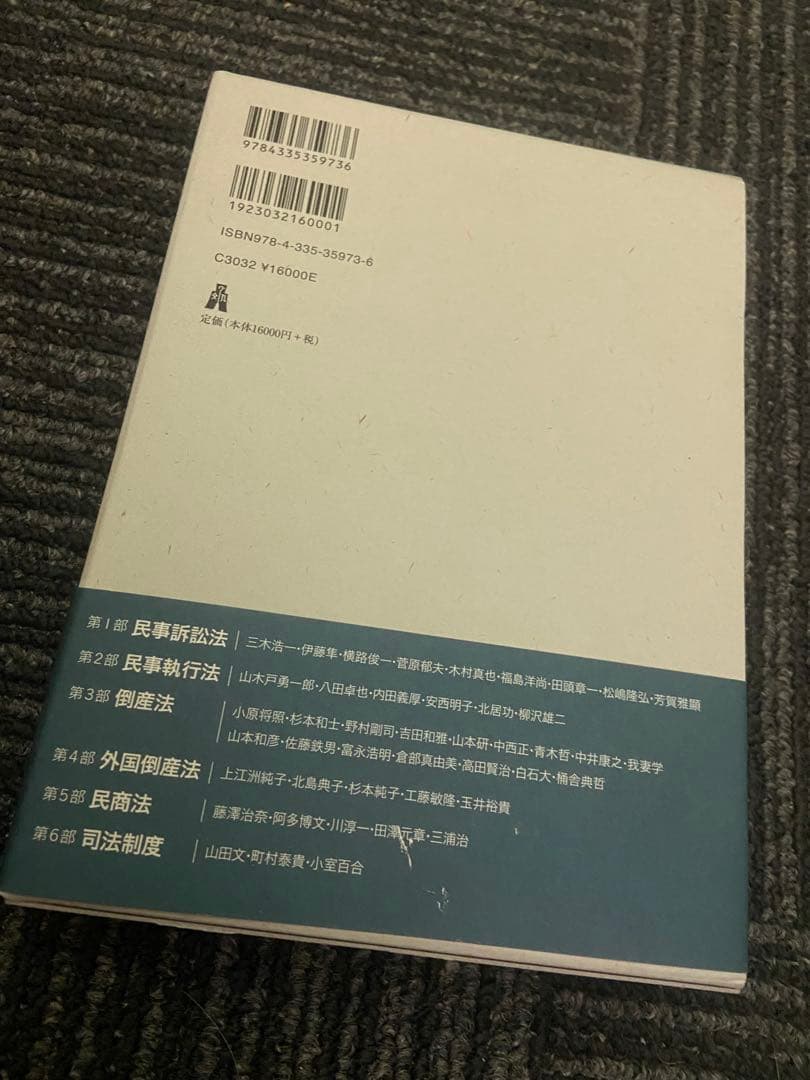 9784335359736
1923032160001
ISBN978-4-335-35973-6
C3032 ¥16000E
定価(本体16000円+税)
第1部 民事訴訟法 三木浩一・伊藤隼・横路俊一・菅原郁夫・木村真也・福島洋尚・田頭章一・松嶋隆弘・芳賀雅顯
第2部 民事執行法 山木戸勇一郎・八田卓也・内田義厚・安西明子・北居功・柳沢雄二
第3部 倒産法 小原将照・杉本和士・野村剛司・吉田和雅・山本研・中西正・青木哲・中井康之・我妻学
山本和彦・佐藤鉄男・富永浩明・倉部真由美・高田賢治・白石大・桶舎典哲
第4部 外国倒産法 上江洲純子・北島典子・杉本純子・工藤敏隆・玉井裕貴
第5部 民商法 藤澤治奈・阿多博文・川淳一・田澤元章・三浦治
第6部 司法制度 山田文・町村泰貴・小室百合